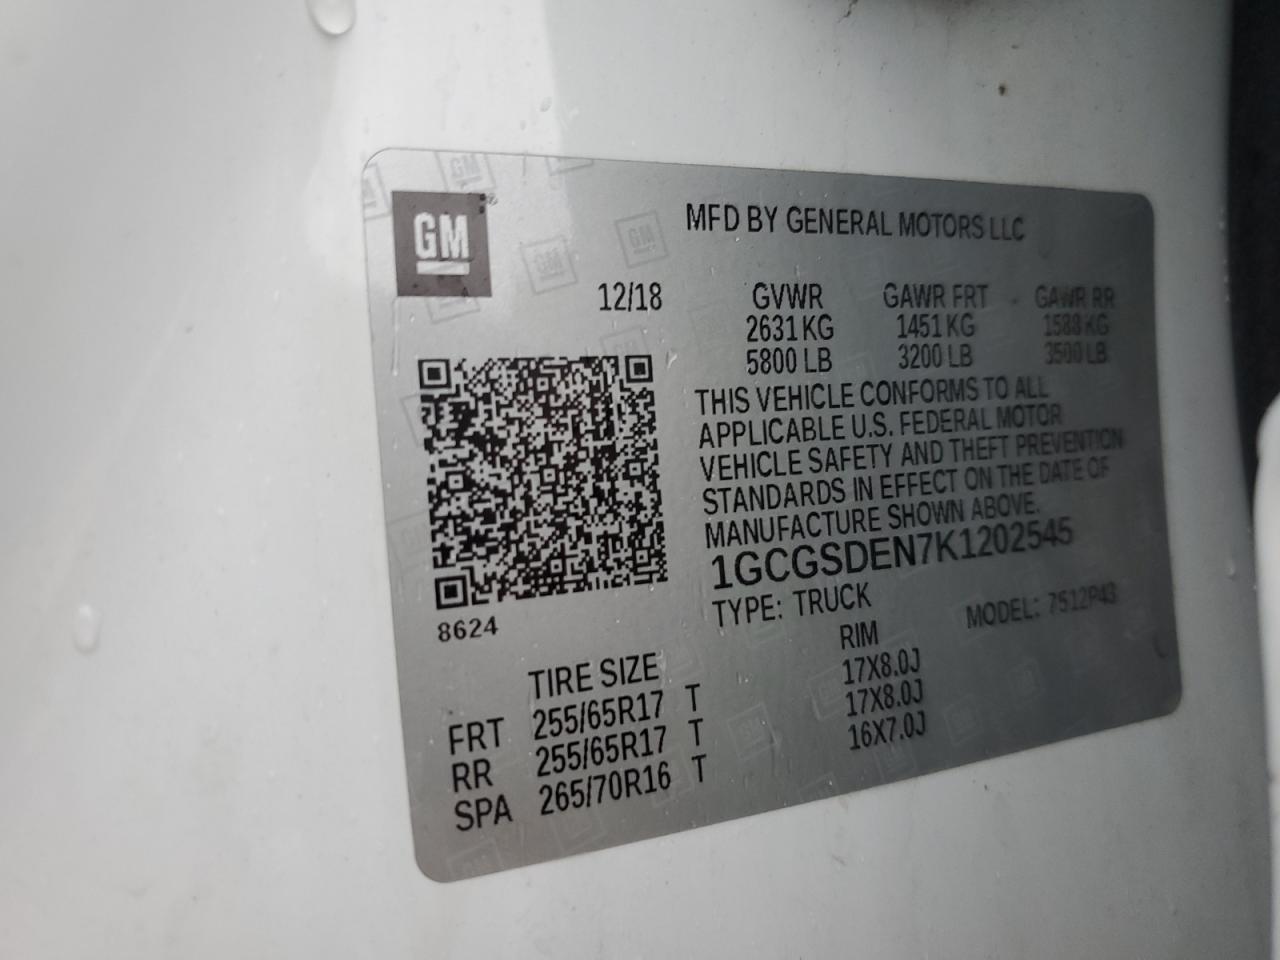 GM
MFD BY GENERAL MOTORS LLC
12/18 GVWR GAWR FRT GAWR RR
2631 KG 1451 KG 1588 KG
5800 LB 3200 LB 3500 LB
THIS VEHICLE CONFORMS TO ALL
APPLICABLE U.S. FEDERAL MOTOR
VEHICLE SAFETY AND THEFT PREVENTION
STANDARDS IN EFFECT ON THE DATE OF
MANUFACTURE SHOWN ABOVE.
1GCGSDEN7K1202545
TYPE: TRUCK MODEL: 7512P43
8624
TIRE SIZE RIM
FRT 255/65R17 T 17X8.0J
RR 255/65R17 T 17X8.0J
SPA 265/70R16 T 16X7.0J